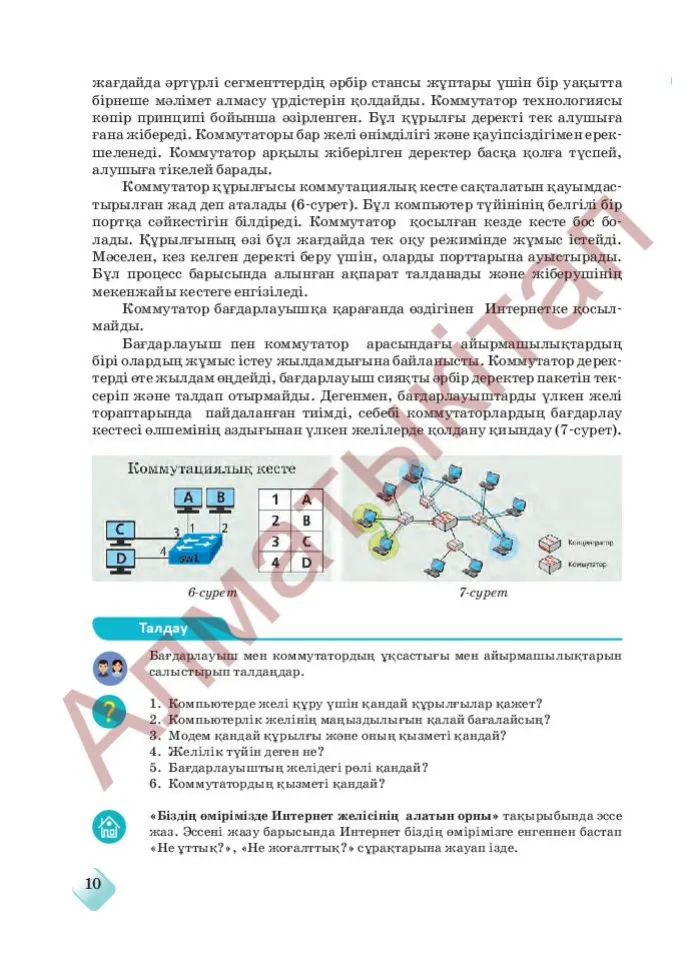 жағдайда әртүрлі сегменттердің әрбір стансы жұптары үшін бір уақытта
бірнеше мәлімет алмасу үрдістерін қолдайды. Коммутатор технологиясы
көпір принципі бойынша әзірленген. Бұл құрылғы деректі тек алушыға
ғана жібереді. Коммутаторы бар желі өнімділігі және қауіпсіздігімен ерек-
шеленеді. Коммутатор арқылы жіберілген деректер басқа қолға түспей,
алушыға тікелей барады.
Коммутатор құрылғысы коммутациялық кесте сақталатын қауымдас-
тырылған жад деп аталады (6-сурет). Бұл компьютер түйінінің белгілі бір
портқа сәйкестігін білдіреді. Коммутатор қосылған кезде кесте бос бо-
лады. Құрылғының өзі бұл жағдайда тек оқу режимінде жұмыс істейді.
Мәселен, кез келген деректі беру үшін, оларды порттарына ауыстырады.
Бұл процесс барысында алынған ақпарат талданады және жіберушінің
мекенжайы кестеге енгізіледі.
Коммутатор бағдарлауышқа қарағанда өздігінен Интернетке қосыл-
майды.
Бағдарлауыш пен коммутатор арасындағы айырмашылықтардың
бірі олардың жұмыс істеу жылдамдығына байланысты. Коммутатор дерек-
терді өте жылдам өңдейді, бағдарлауыш сияқты әрбір деректер пакетін тек-
серіп және талдап отырмайды. Дегенмен, бағдарлауыштарды үлкен желі
тораптарында пайдаланған тиімді, себебі коммутаторлардың бағдарлау
кестесі өлшемінің аздығынан үлкен желілерде қолдану қиындау (7-сурет).
Коммутациялық кесте
A B
C
D
3 1 2
4
sw1
1 A
2 B
3 C
4 D
Концентратор
Коммутатор
6-сурет
7-сурет
Талдау
Бағдарлауыш мен коммутатордың ұқсастығы мен айырмашылықтарын
салыстырып талдаңдар.
?
1. Компьютерде желі құру үшін қандай құрылғылар қажет?
2. Компьютерлік желінің маңыздылығын қалай бағалайсың?
3. Модем қандай құрылғы және оның қызметі қандай?
4. Желілік түйін деген не?
5. Бағдарлауыштың желідегі рөлі қандай?
6. Коммутатордың қызметі қандай?
«Біздің өмірімізде Интернет желісінің алатын орны» тақырыбында эссе
жаз. Эссені жазу барысында Интернет біздің өмірімізге енгеннен бастап
«Не ұттық?», «Не жоғалттық?» сұрақтарына жауап ізде.
10
Алматыкітап